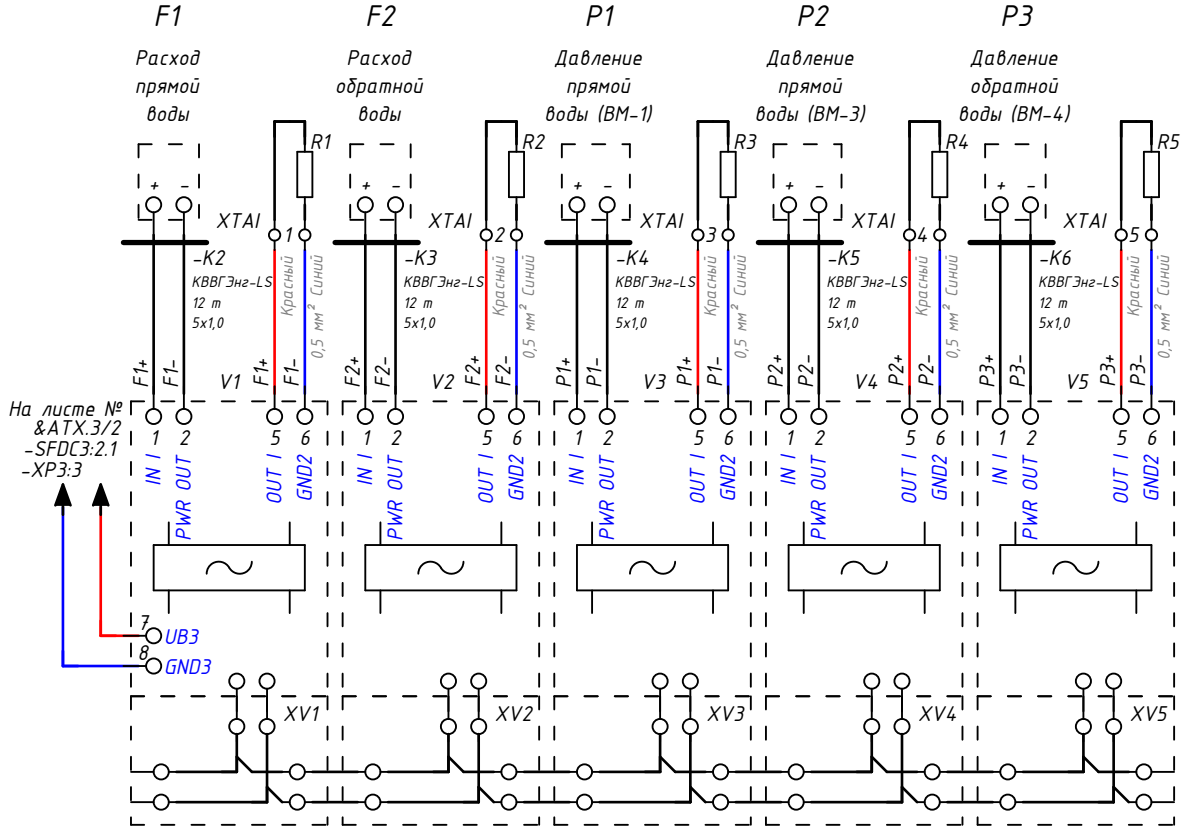 F1
F2
P1
P2
P3
Расход
прямой
воды
Расход
обратной
воды
Давление
прямой
воды (ВМ-1)
Давление
прямой
воды (ВМ-3)
Давление
обратной
воды (ВМ-4)
R1
R2
R3
R4
R5
+ -
+ -
+ -
+ -
+ -
XTAI 1
XTAI 2
XTAI 3
XTAI 4
XTAI 5
-K2
КВВГЭнг-LS
12 m
5x1,0
-K3
КВВГЭнг-LS
12 m
5x1,0
-K4
КВВГЭнг-LS
12 m
5x1,0
-K5
КВВГЭнг-LS
12 m
5x1,0
-K6
КВВГЭнг-LS
12 m
5x1,0
Красный
0,5 мм² Синий
Красный
0,5 мм² Синий
Красный
0,5 мм² Синий
Красный
0,5 мм² Синий
Красный
0,5 мм² Синий
F1+ F1- V1 F1+ F1-
F2+ F2- V2 F2+ F2-
P1+ P1- V3 P1+ P1-
P2+ P2- V4 P2+ P2-
P3+ P3- V5 P3+ P3-
На листе №
&ATX.3/2
-SFDC3:2.1
-XP3:3
1 2 5 6
1 2 5 6
1 2 5 6
1 2 5 6
1 2 5 6
IN I PWR OUT OUT I GND2
IN I PWR OUT OUT I GND2
IN I PWR OUT OUT I GND2
IN I PWR OUT OUT I GND2
IN I PWR OUT OUT I GND2
7 UB3
8 GND3
XV1
XV2
XV3
XV4
XV5